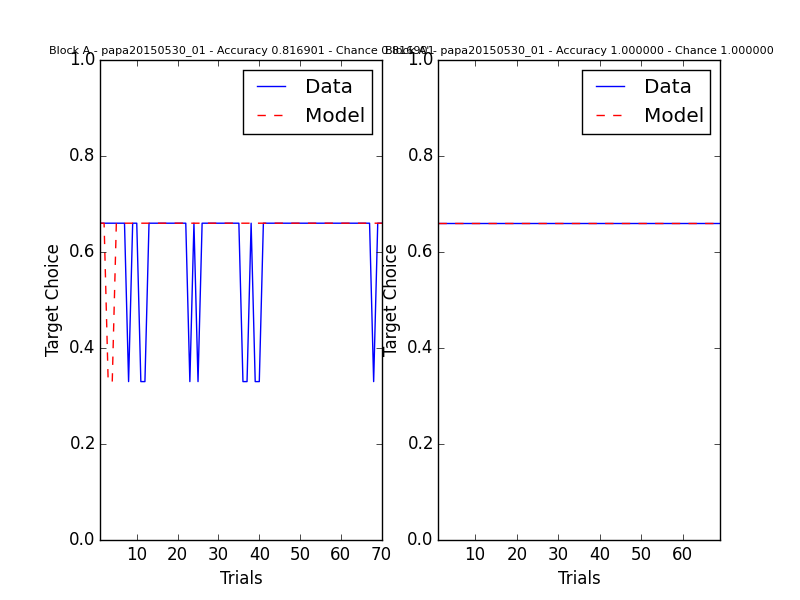 Block A - papa20150530_01 - Accuracy 0.816901 - Chance 0.816901
Block A - papa20150530_01 - Accuracy 1.000000 - Chance 1.000000
1.0
0.8
0.6
0.4
0.2
0.0
Target Choice
Data
Model
10 20 30 40 50 60 70
Trials
1.0
0.8
0.6
0.4
0.2
0.0
Target Choice
Data
Model
10 20 30 40 50 60
Trials